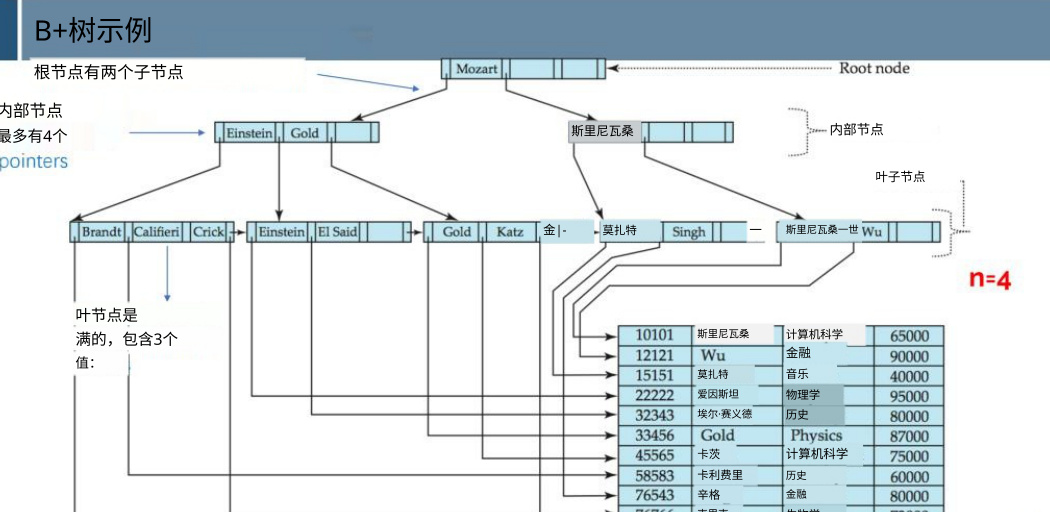 B+树示例
根节点有两个子节点
Mozart
Root node
内部节点
最多有4个
pointers
Einstein Gold
斯里尼瓦桑
内部节点
叶子节点
Brandt Califieri Crick
Einstein El Said
Gold Katz 金|-
莫扎特 Singh 一
斯里尼瓦桑一世 Wu
n=4
叶节点是
满的，包含3个
值：
10101 斯里尼瓦桑 计算机科学 65000
12121 Wu 金融 90000
15151 莫扎特 音乐 40000
22222 爱因斯坦 物理学 95000
32343 埃尔·赛义德 历史 80000
33456 Gold Physics 87000
45565 卡茨 计算机科学 75000
58583 卡利费里 历史 60000
76543 辛格 金融 80000